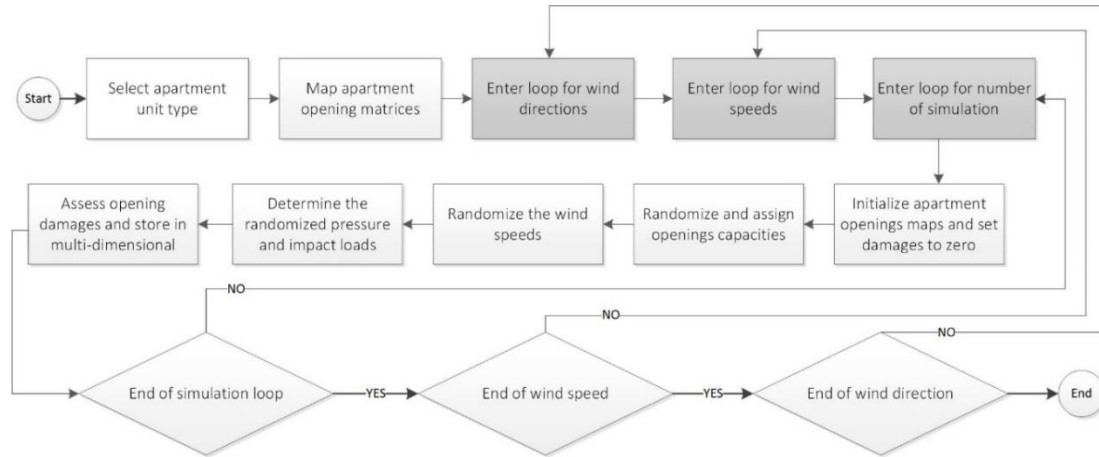 Start
Select apartment
unit type
Map apartment
opening matrices
Enter loop for wind
directions
Enter loop for wind
speeds
Enter loop for number
of simulation
Assess opening
damages and store in
multi-dimensional
Determine the
randomized pressure
and impact loads
Randomize the wind
speeds
Randomize and assign
openings capacities
Initialize apartment
openings maps and set
damages to zero
NO
NO
NO
End of simulation loop
YES
End of wind speed
YES
End of wind direction
End